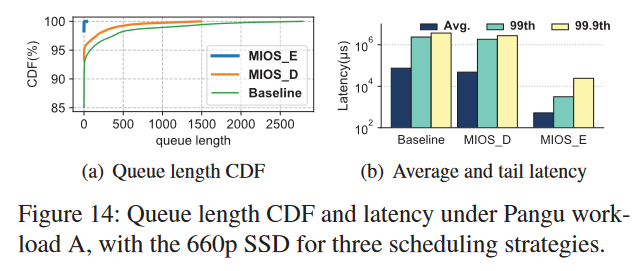 100
95
90
85
CDF(%)
MIOS_E
MIOS_D
Baseline
0 500 1000 1500 2000 2500
queue length
(a) Queue length CDF
Avg. 99th 99.9th
10^6
10^4
10^2
Latency(μs)
Baseline MIOS_D MIOS_E
(b) Average and tail latency
Figure 14: Queue length CDF and latency under Pangu work-
load A, with the 660p SSD for three scheduling strategies.